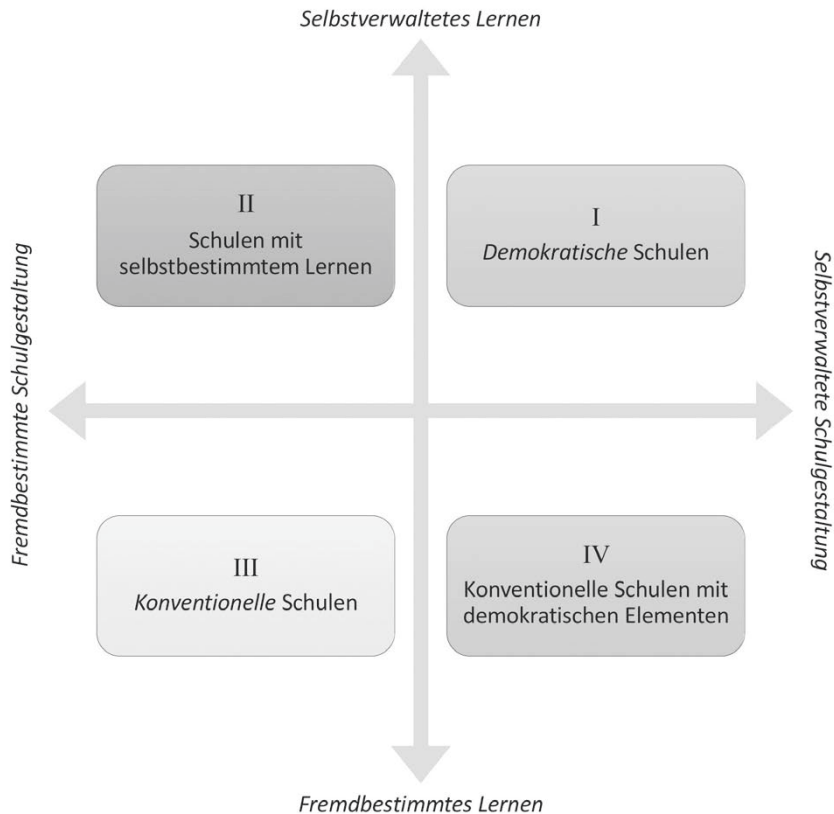 Selbstverwaltetes Lernen
II
Schulen mit
selbstbestimmtem Lernen
I
Demokratische Schulen
Fremdbestimmte Schulgestaltung
Selbstverwaltete Schulgestaltung
III
Konventionelle Schulen
IV
Konventionelle Schulen mit
demokratischen Elementen
Fremdbestimmtes Lernen